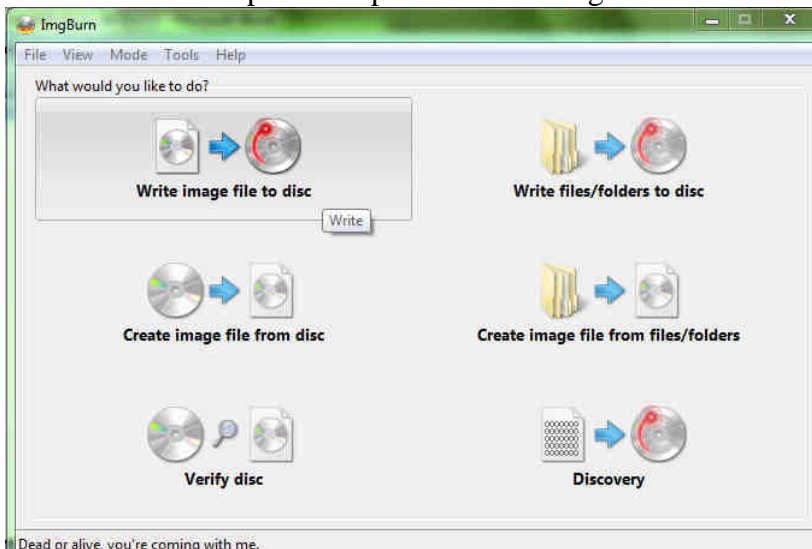 ImgBurn
File View Mode Tools Help
What would you like to do?
Write image file to disc
Write files/folders to disc
Write
Create image file from disc
Create image file from files/folders
Verify disc
Discovery
Dead or alive, you're coming with me.